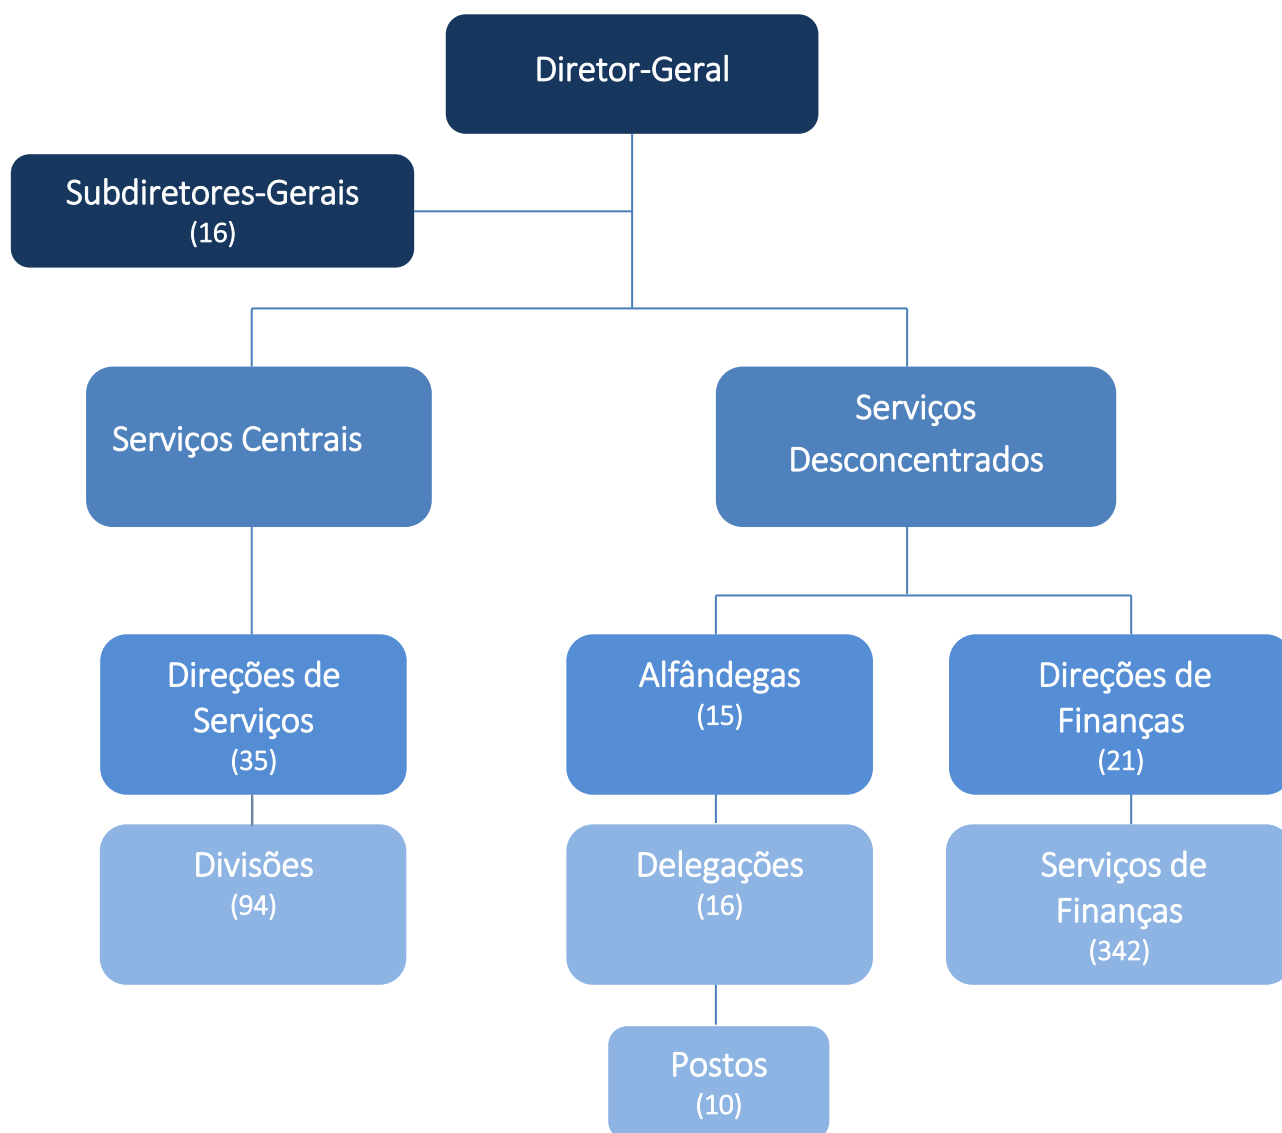 Diretor-Geral
Subdiretores-Gerais
(16)
Serviços Centrais
Serviços
Desconcentrados
Direções de
Serviços
(35)
Alfândegas
(15)
Direções de
Finanças
(21)
Divisões
(94)
Delegações
(16)
Serviços de
Finanças
(342)
Postos
(10)